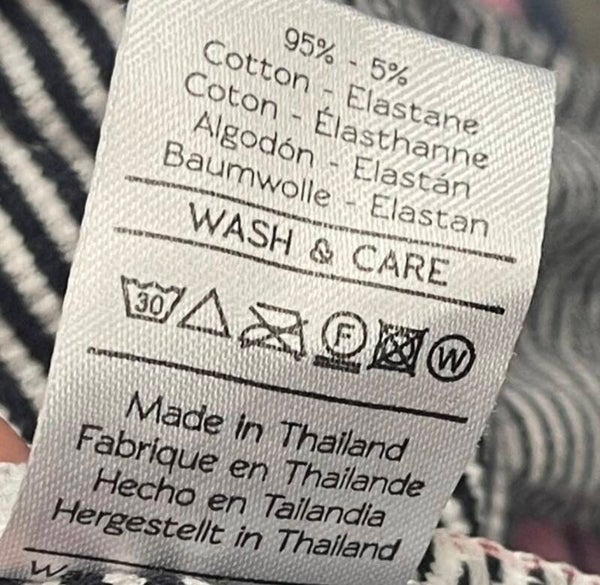 95% - 5%
Cotton - Elastane
Coton - Élasthanne
Algodón - Elastán
Baumwolle - Elastan
WASH & CARE
30 F W
Made in Thailand
Fabrique en Thailande
Hecho en Tailandia
Hergestellt in Thailand